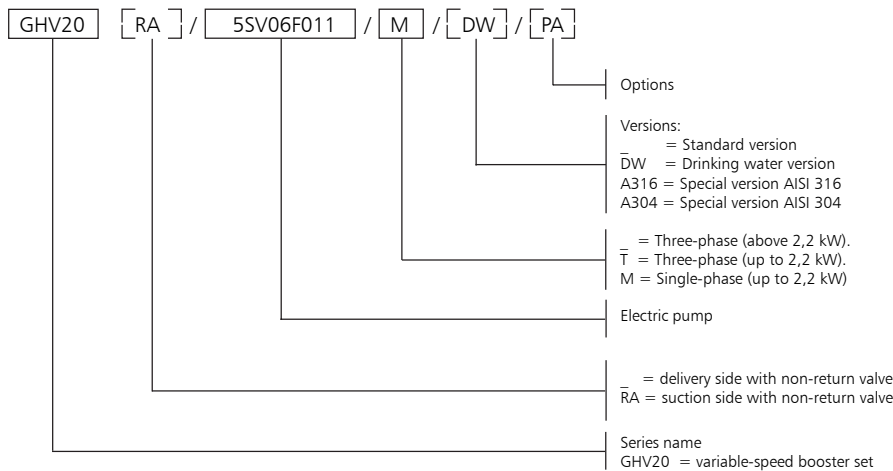 GHV20 RA / 5SV06F011 / M / DW / PA
Options
Versions:
_ = Standard version
DW = Drinking water version
A316 = Special version AISI 316
A304 = Special version AISI 304
_ = Three-phase (above 2,2 kW).
T = Three-phase (up to 2,2 kW).
M = Single-phase (up to 2,2 kW)
Electric pump
_ = delivery side with non-return valve
RA = suction side with non-return valve
Series name
GHV20 = variable-speed booster set